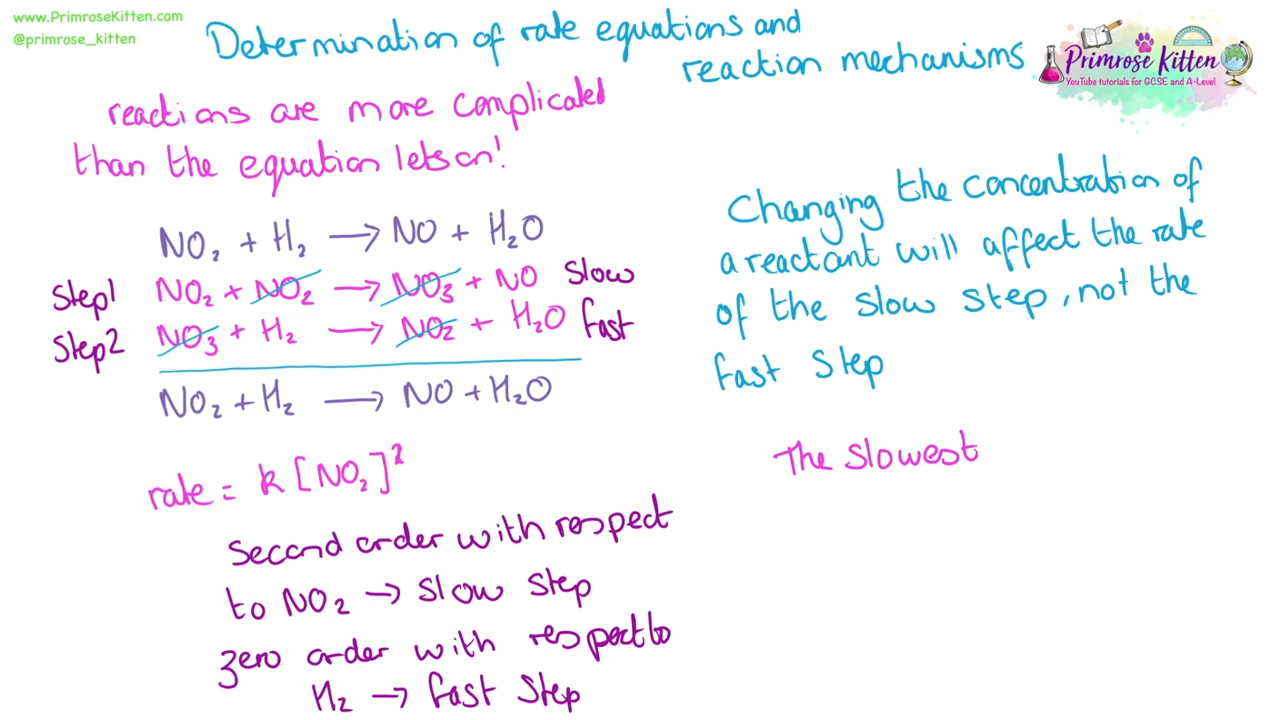 www.PrimroseKitten.com
@primrose_kitten
Determination of rate equations and
reaction mechanisms
Primrose Kitten
YouTube tutorials for GCSE and A-Level
reactions are more complicated
than the equation lets on!
NO₂ + H₂ → NO + H₂O
Step1 NO₂ + NO₂ → NO₃ + NO Slow
Step2 NO₃ + H₂ → NO₂ + H₂O fast
NO₂ + H₂ → NO + H₂O
rate = k [NO₂]²
Second order with respect
to NO₂ → Slow Step
zero order with respect to
H₂ → fast Step
Changing the concentration of
a reactant will affect the rate
of the slow step, not the
fast step
The slowest